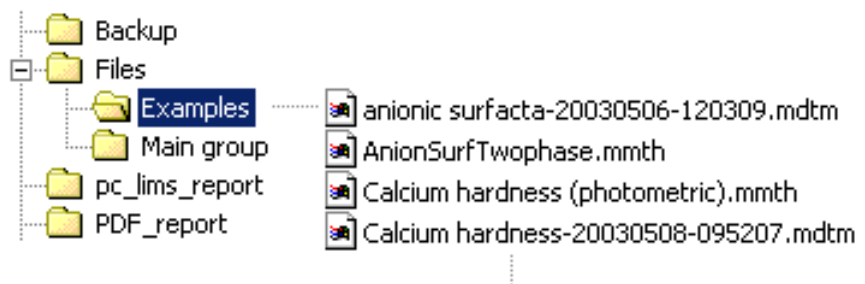 Backup
Files
Examples
anionic surfacta-20030506-120309.mdtm
Main group
AnionSurfTwophase.mmth
pc_lims_report
Calcium hardness (photometric).mmth
PDF_report
Calcium hardness-20030508-095207.mdtm